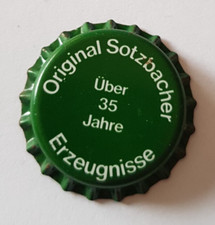 Original Sotzbacher
Über
35
Jahre
Erzeugnisse